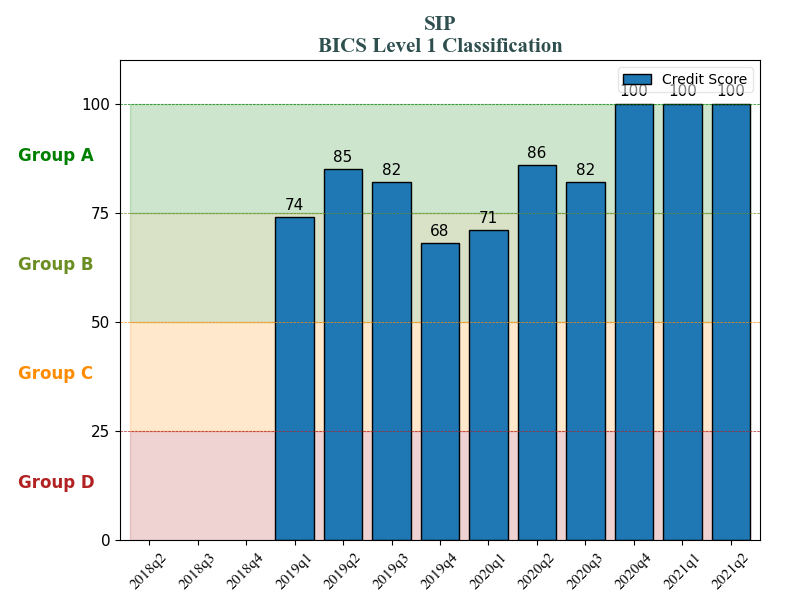 SIP
BICS Level 1 Classification
Credit Score
100 100 100
100
Group A
86
85
82 82
75
74
71
68
Group B
50
Group C
25
Group D
0
2018q2 2018q3 2018q4 2019q1 2019q2 2019q3 2019q4 2020q1 2020q2 2020q3 2020q4 2021q1 2021q2